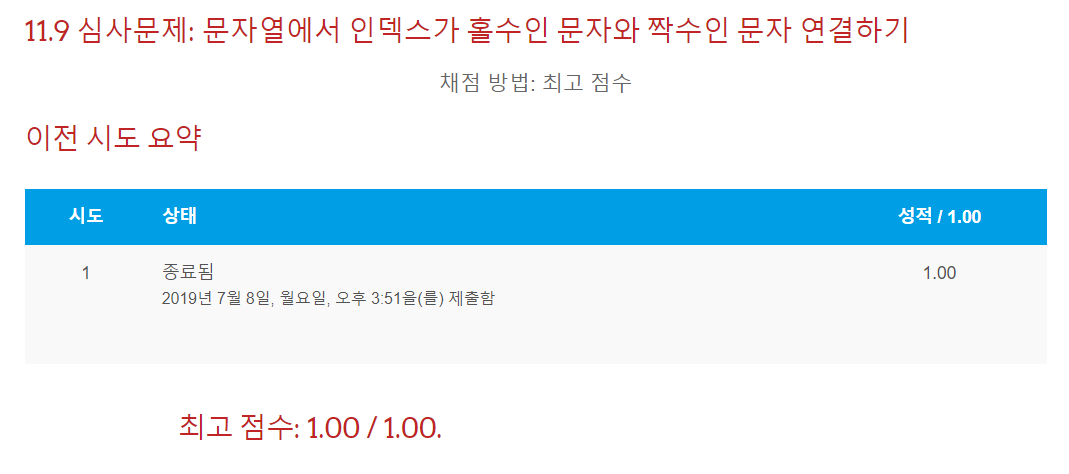 11.9 심사문제: 문자열에서 인덱스가 홀수인 문자와 짝수인 문자 연결하기
채점 방법: 최고 점수
이전 시도 요약
시도 상태 성적 / 1.00
1 종료됨 1.00
2019년 7월 8일, 월요일, 오후 3:51을(를) 제출함
최고 점수: 1.00 / 1.00.